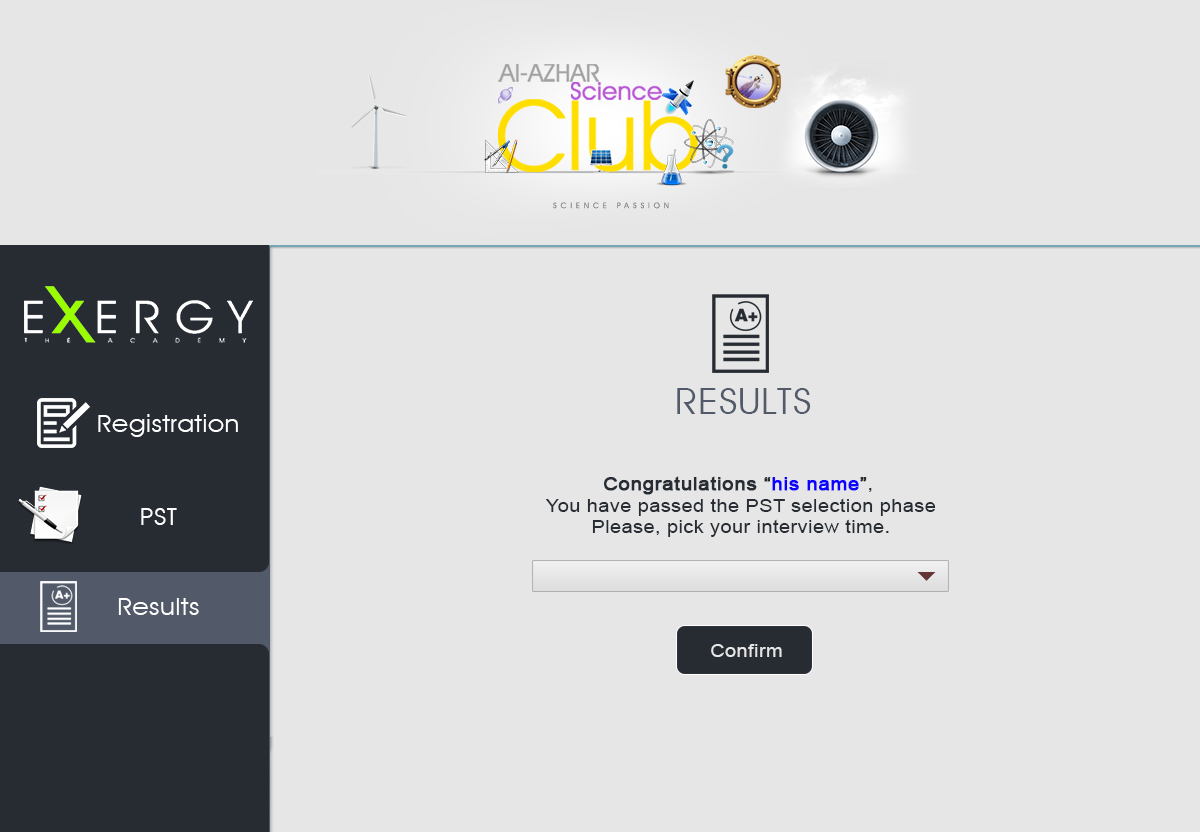 Al-AZHAR
Science
Club
?
SCIENCE PASSION
EXERGY
THE ACADEMY
Registration
PST
A+
Results
A+
RESULTS
Congratulations “his name”,
You have passed the PST selection phase
Please, pick your interview time.
Confirm